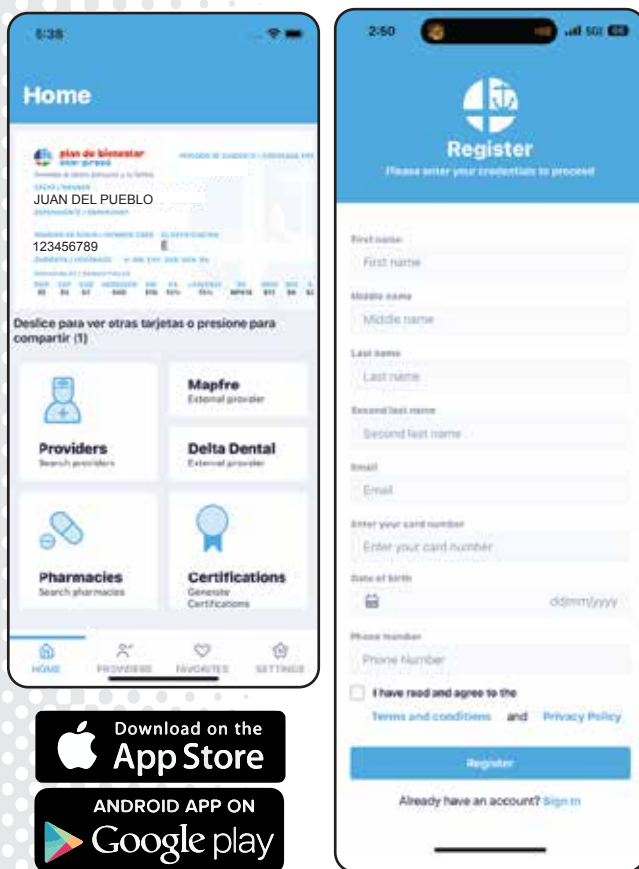 5:38
Home
plan de bienestar
JUAN DEL PUEBLO
123456789
E
Deslice para ver otras tarjetas o presione para
compartir (1)
Providers
Search providers
Mapfre
External provider
Delta Dental
External provider
Pharmacies
Search pharmacies
Certifications
Generate
Certifications
HOME
PROVIDERS
FAVORITES
SETTINGS
Download on the
App Store
ANDROID APP ON
Google play
2:50
Register
Please enter your credentials to proceed
First name
First name
Middle name
Middle name
Last name
Last name
Second last name
Second last name
Email
Email
Enter your card number
Enter your card number
Date of birth
dd/mm/yyyy
Phone Number
Phone Number
I have read and agree to the
Terms and conditions and Privacy Policy
Register
Already have an account? Sign In